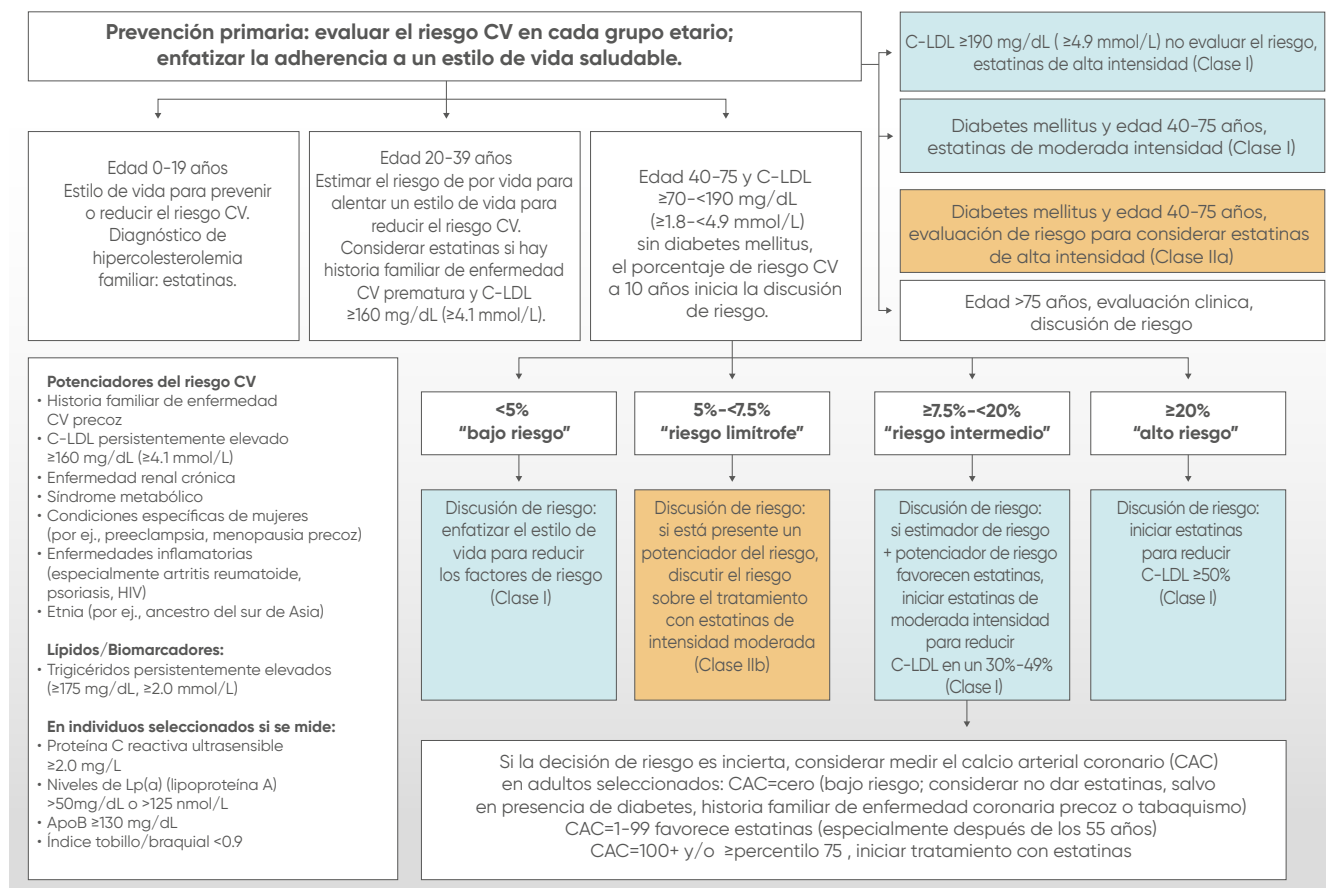 Prevención primaria: evaluar el riesgo CV en cada grupo etario;
enfatizar la adherencia a un estilo de vida saludable.
C-LDL ≥190 mg/dL ( ≥4.9 mmol/L) no evaluar el riesgo,
estatinas de alta intensidad (Clase I)
Diabetes mellitus y edad 40-75 años,
estatinas de moderada intensidad (Clase I)
Diabetes mellitus y edad 40-75 años,
evaluación de riesgo para considerar estatinas
de alta intensidad (Clase IIa)
Edad >75 años, evaluación clinica,
discusión de riesgo
Edad 0-19 años
Estilo de vida para prevenir
o reducir el riesgo CV.
Diagnóstico de
hipercolesterolemia
familiar: estatinas.
Edad 20-39 años
Estimar el riesgo de por vida para
alentar un estilo de vida para
reducir el riesgo CV.
Considerar estatinas si hay
historia familiar de enfermedad
CV prematura y C-LDL
≥160 mg/dL (≥4.1 mmol/L).
Edad 40-75 y C-LDL
≥70-<190 mg/dL
(≥1.8-<4.9 mmol/L)
sin diabetes mellitus,
el porcentaje de riesgo CV
a 10 años inicia la discusión
de riesgo.
Potenciadores del riesgo CV
• Historia familiar de enfermedad
CV precoz
• C-LDL persistentemente elevado
≥160 mg/dL (≥4.1 mmol/L)
• Enfermedad renal crónica
• Síndrome metabólico
• Condiciones específicas de mujeres
(por ej., preeclampsia, menopausia precoz)
• Enfermedades inflamatorias
(especialmente artritis reumatoide,
psoriasis, HIV)
• Etnia (por ej., ancestro del sur de Asia)
Lípidos/Biomarcadores:
• Trigicéridos persistentemente elevados
(≥175 mg/dL, ≥2.0 mmol/L)
En individuos seleccionados si se mide:
• Proteína C reactiva ultrasensible
≥2.0 mg/L
• Niveles de Lp(a) (lipoproteína A)
>50mg/dL o >125 nmol/L
• ApoB ≥130 mg/dL
• Índice tobillo/braquial <0.9
<5%
“bajo riesgo”
5%-<7.5%
“riesgo limítrofe”
≥7.5%-<20%
“riesgo intermedio”
≥20%
“alto riesgo”
Discusión de riesgo:
enfatizar el estilo de
vida para reducir
los factores de riesgo
(Clase I)
Discusión de riesgo:
si está presente un
potenciador del riesgo,
discutir el riesgo
sobre el tratamiento
con estatinas de
intensidad moderada
(Clase IIb)
Discusión de riesgo:
si estimador de riesgo
+ potenciador de riesgo
favorecen estatinas,
iniciar estatinas de
moderada intensidad
para reducir
C-LDL en un 30%-49%
(Clase I)
Discusión de riesgo:
iniciar estatinas
para reducir
C-LDL ≥50%
(Clase I)
Si la decisión de riesgo es incierta, considerar medir el calcio arterial coronario (CAC)
en adultos seleccionados: CAC=cero (bajo riesgo; considerar no dar estatinas, salvo
en presencia de diabetes, historia familiar de enfermedad coronaria precoz o tabaquismo)
CAC=1-99 favorece estatinas (especialmente después de los 55 años)
CAC=100+ y/o ≥percentilo 75 , iniciar tratamiento con estatinas